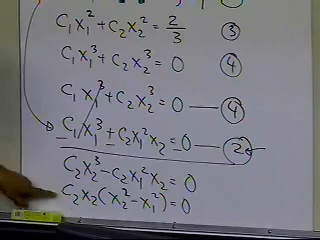 C₁x₁² + C₂x₂² = 2/3 ③
C₁x₁³ + C₂x₂³ = 0 ④
C₁x₁³ + C₂x₂³ = 0 — ④
C₁x₁³ + C₂x₁²x₂ = 0 — ②
C₂x₂³ - C₂x₁²x₂ = 0
C₂x₂(x₂² - x₁²) = 0